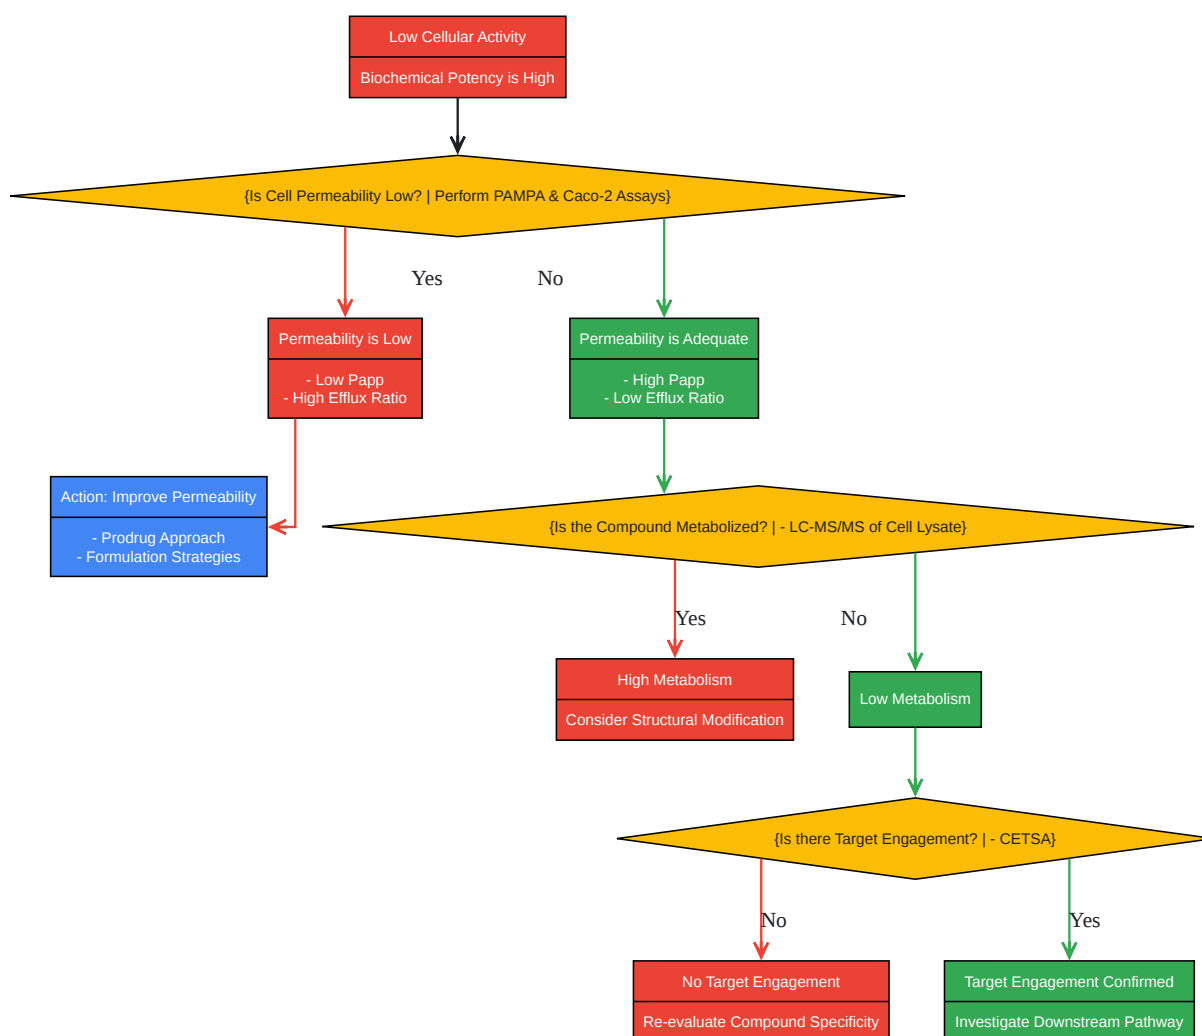 Low Cellular Activity
Biochemical Potency is High
{Is Cell Permeability Low? | Perform PAMPA & Caco-2 Assays}
Yes
No
Permeability is Low
- Low Papp
- High Efflux Ratio
Permeability is Adequate
- High Papp
- Low Efflux Ratio
Action: Improve Permeability
- Prodrug Approach
- Formulation Strategies
{Is the Compound Metabolized? | - LC-MS/MS of Cell Lysate}
Yes
No
High Metabolism
Consider Structural Modification
Low Metabolism
{Is there Target Engagement? | - CETSA}
No
Yes
No Target Engagement
Re-evaluate Compound Specificity
Target Engagement Confirmed
Investigate Downstream Pathway